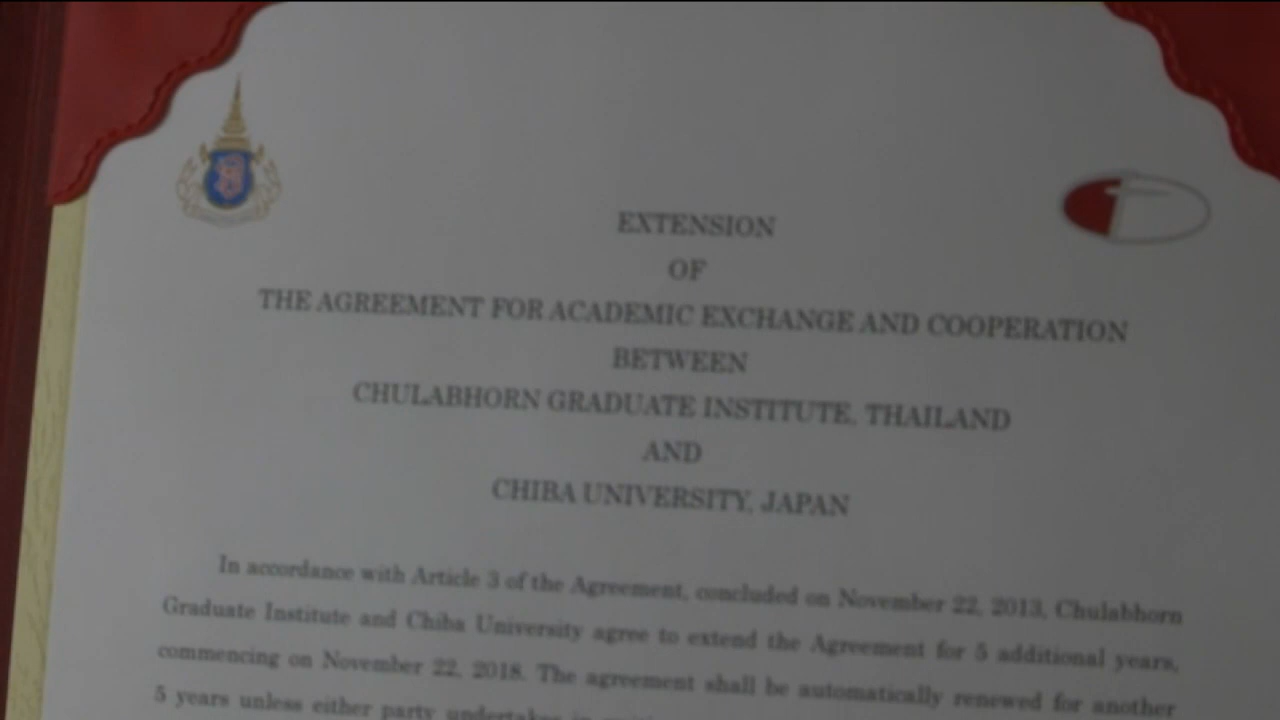 EXTENSION
OF
THE AGREEMENT FOR ACADEMIC EXCHANGE AND COOPERATION
BETWEEN
CHULABHORN GRADUATE INSTITUTE, THAILAND
AND
CHIBA UNIVERSITY, JAPAN
In accordance with Article 3 of the Agreement, concluded on November 22, 2013, Chulabhorn
Graduate Institute and Chiba University agree to extend the Agreement for 5 additional years,
commencing on November 22, 2018. The agreement shall be automatically renewed for another
5 years unless either party undertakes in